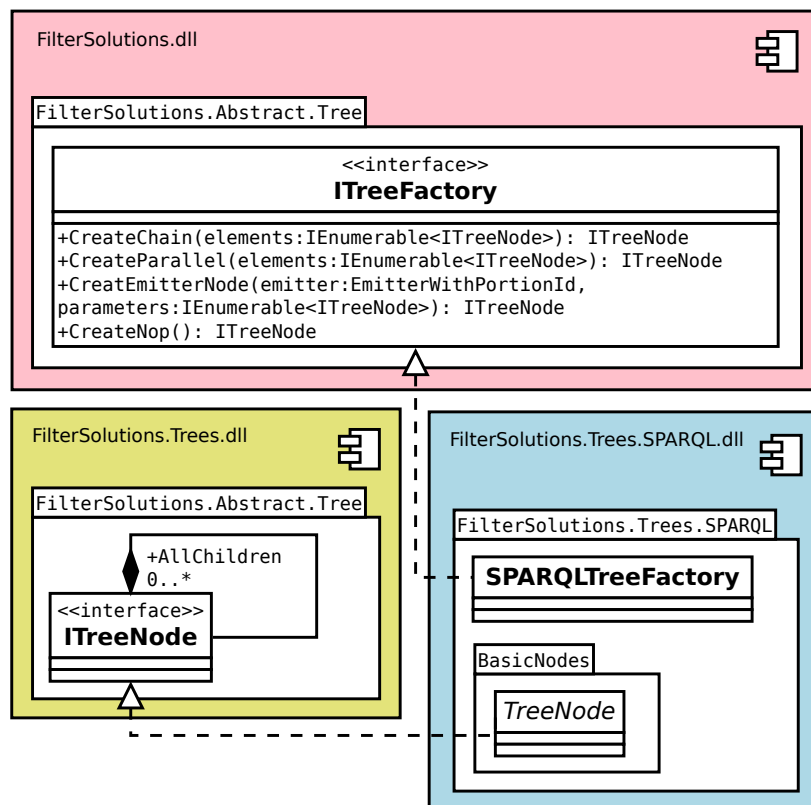 FilterSolutions.dll
FilterSolutions.Abstract.Tree
<<interface>>
ITreeFactory
+CreateChain(elements:IEnumerable<ITreeNode>): ITreeNode
+CreateParallel(elements:IEnumerable<ITreeNode>): ITreeNode
+CreatEmitterNode(emitter:EmitterWithPortionId,
parameters:IEnumerable<ITreeNode>): ITreeNode
+CreateNop(): ITreeNode
FilterSolutions.Trees.dll
FilterSolutions.Abstract.Tree
+AllChildren
0..*
<<interface>>
ITreeNode
FilterSolutions.Trees.SPARQL.dll
FilterSolutions.Trees.SPARQL
SPARQLTreeFactory
BasicNodes
TreeNode